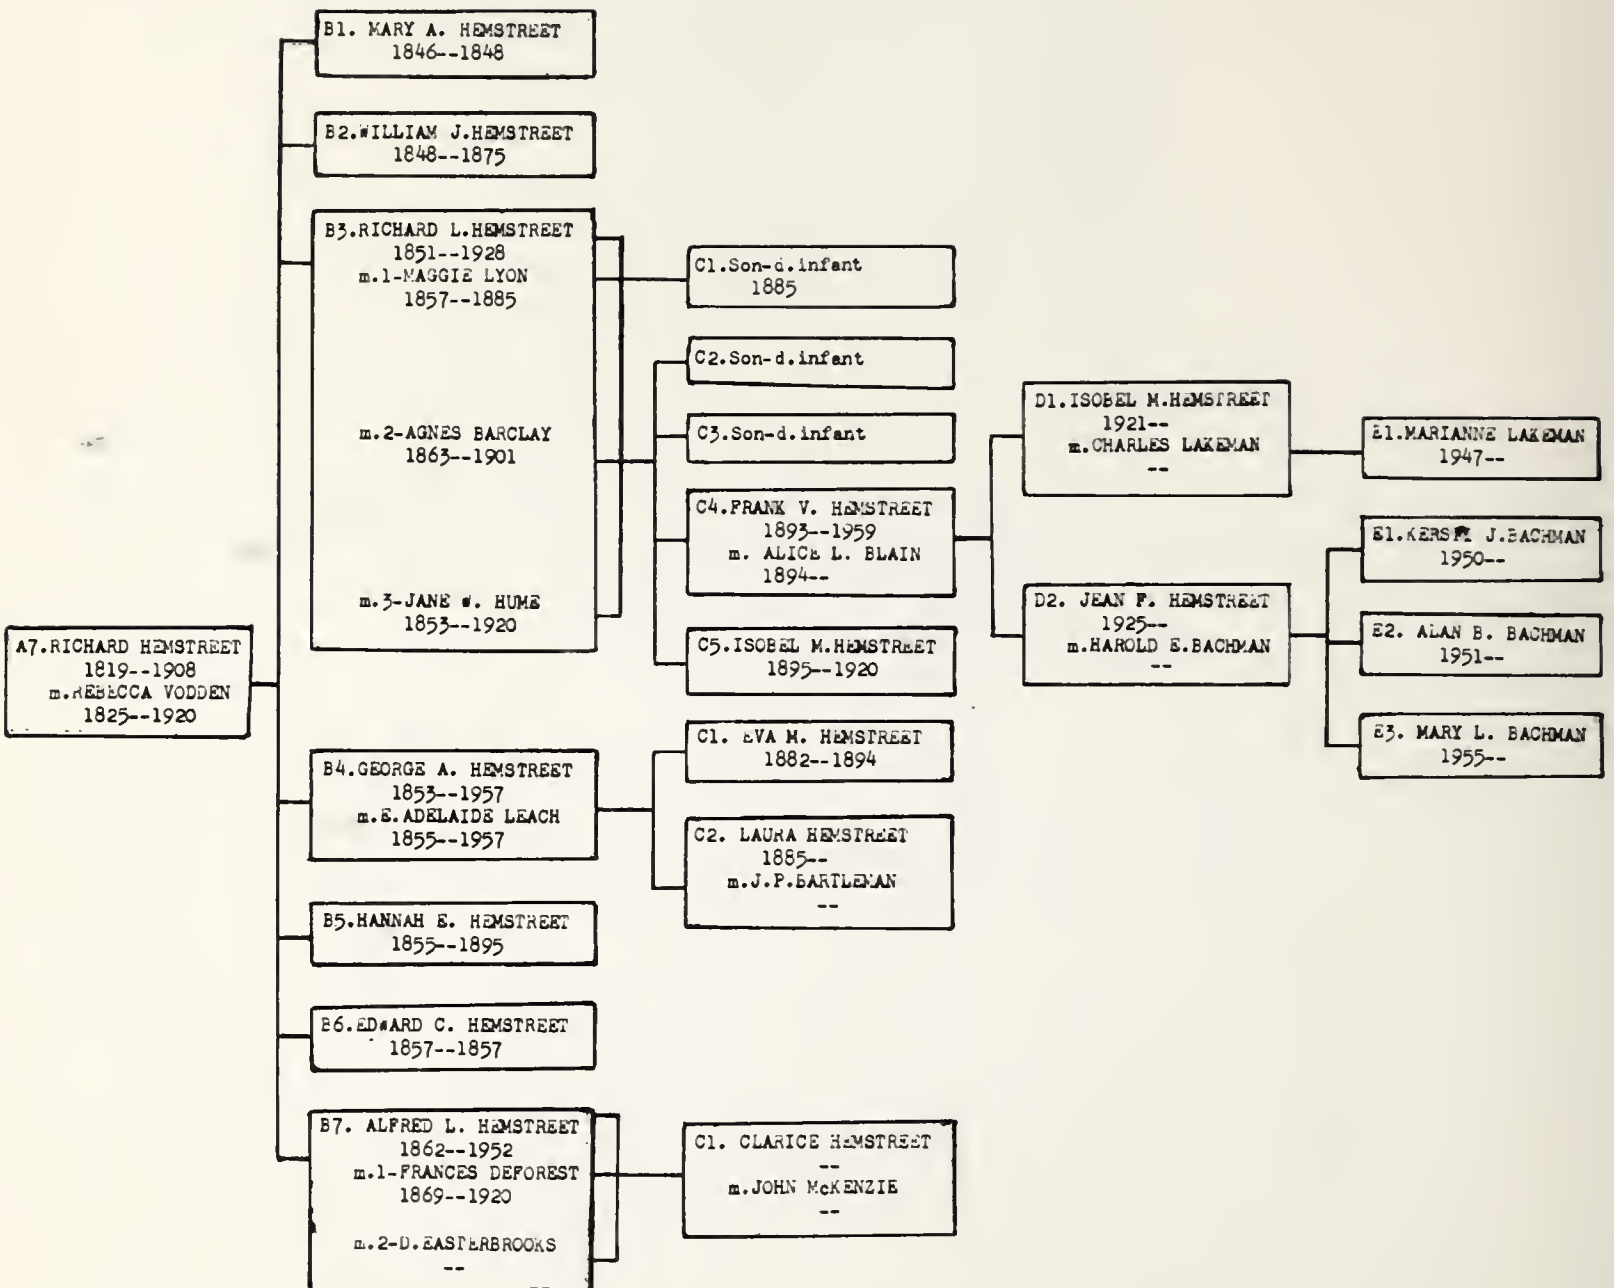 B1. MARY A. HEMSTREET
1846--1848
B2.WILLIAM J.HEMSTREET
1848--1875
B3.RICHARD L.HEMSTREET
1851--1928
m.1-MAGGIE LYON
1857--1885
m.2-AGNES BARCLAY
1863--1901
m.3-JANE W. HUME
1853--1920
A7.RICHARD HEMSTREET
1819--1908
m.REBECCA VODDEN
1825--1920
B4.GEORGE A. HEMSTREET
1853--1957
m.E.ADELAIDE LEACH
1855--1957
B5.HANNAH E. HEMSTREET
1855--1895
B6.EDWARD C. HEMSTREET
1857--1857
B7. ALFRED L. HEMSTREET
1862--1952
m.1-FRANCES DEFOREST
1869--1920
m.2-D.EASTERBROOKS
--
C1.Son-d.infant
1885
C2.Son-d.infant
C3.Son-d.infant
C4.FRANK V. HEMSTREET
1893--1959
m. ALICE L. BLAIN
1894--
C5.ISOBEL M.HEMSTREET
1895--1920
C1. EVA M. HEMSTREET
1882--1894
C2. LAURA HEMSTREET
1885--
m.J.P.BARTLEMAN
--
C1. CLARICE HEMSTREET
--
m.JOHN McKENZIE
--
D1.ISOBEL M.HEMSTREET
1921--
m.CHARLES LAKEMAN
--
D2. JEAN F. HEMSTREET
1925--
m.HAROLD E.BACHMAN
--
E1.MARIANNE LAKEMAN
1947--
E1. J.BACHMAN
1950--
E2. ALAN B. BACHMAN
1951--
E3. MARY L. BACHMAN
1955--